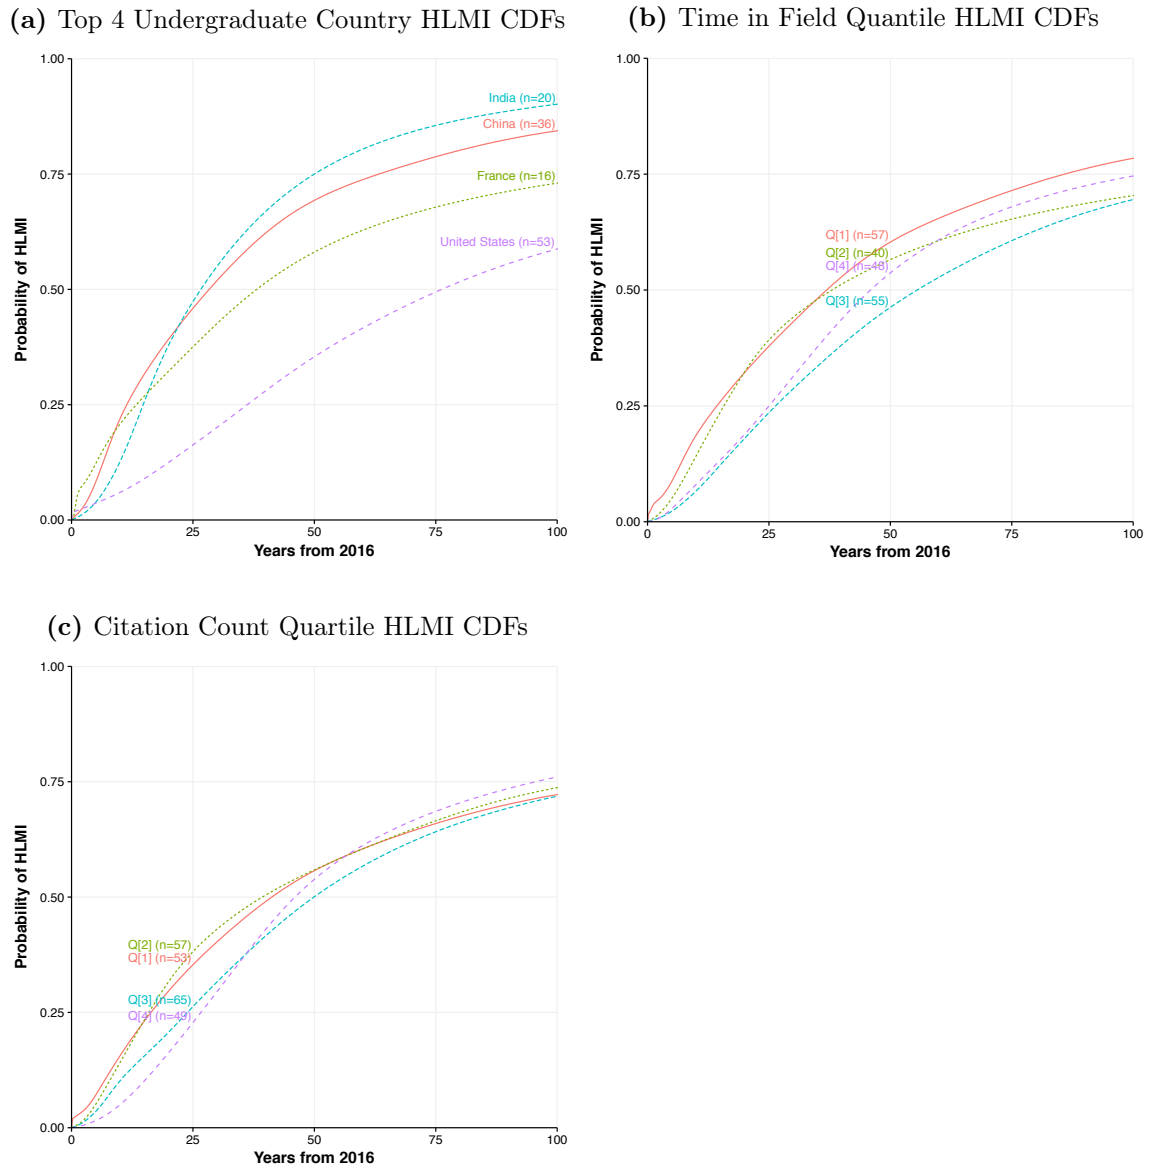 (a) Top 4 Undergraduate Country HLMI CDFs
1.00
0.75
0.50
0.25
0.00
Probability of HLMI
India (n=20)
China (n=36)
France (n=16)
United States (n=53)
0 25 50 75 100
Years from 2016
(b) Time in Field Quantile HLMI CDFs
1.00
0.75
0.50
0.25
0.00
Probability of HLMI
Q[1] (n=57)
Q[2] (n=40)
Q[4] (n=48)
Q[3] (n=55)
0 25 50 75 100
Years from 2016
(c) Citation Count Quartile HLMI CDFs
1.00
0.75
0.50
0.25
0.00
Probability of HLMI
Q[2] (n=57)
Q[1] (n=53)
Q[3] (n=65)
Q[4] (n=49)
0 25 50 75 100
Years from 2016